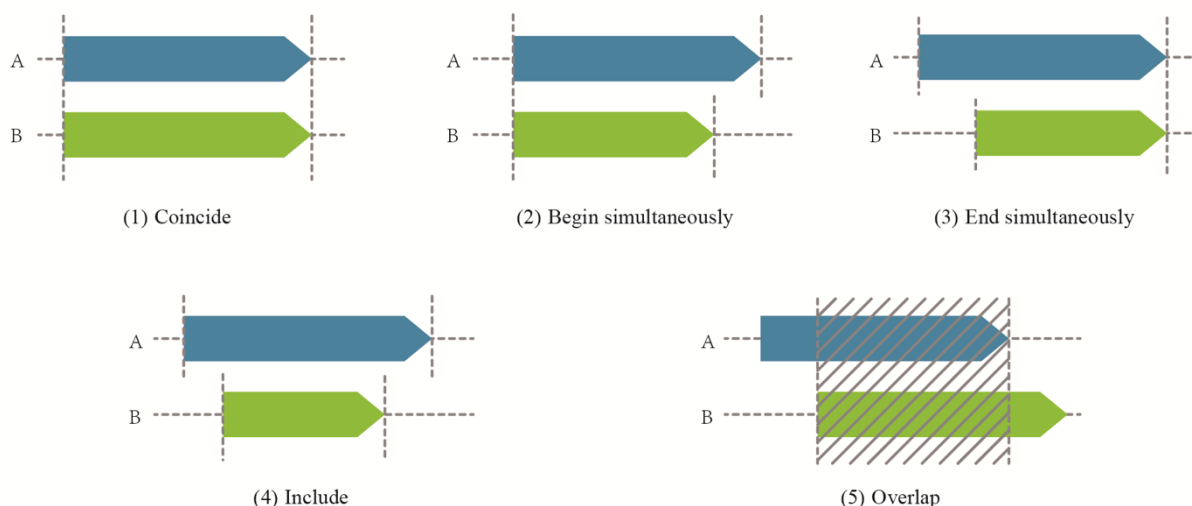 A
B
(1) Coincide
A
B
(2) Begin simultaneously
A
B
(3) End simultaneously
A
B
(4) Include
A
B
(5) Overlap